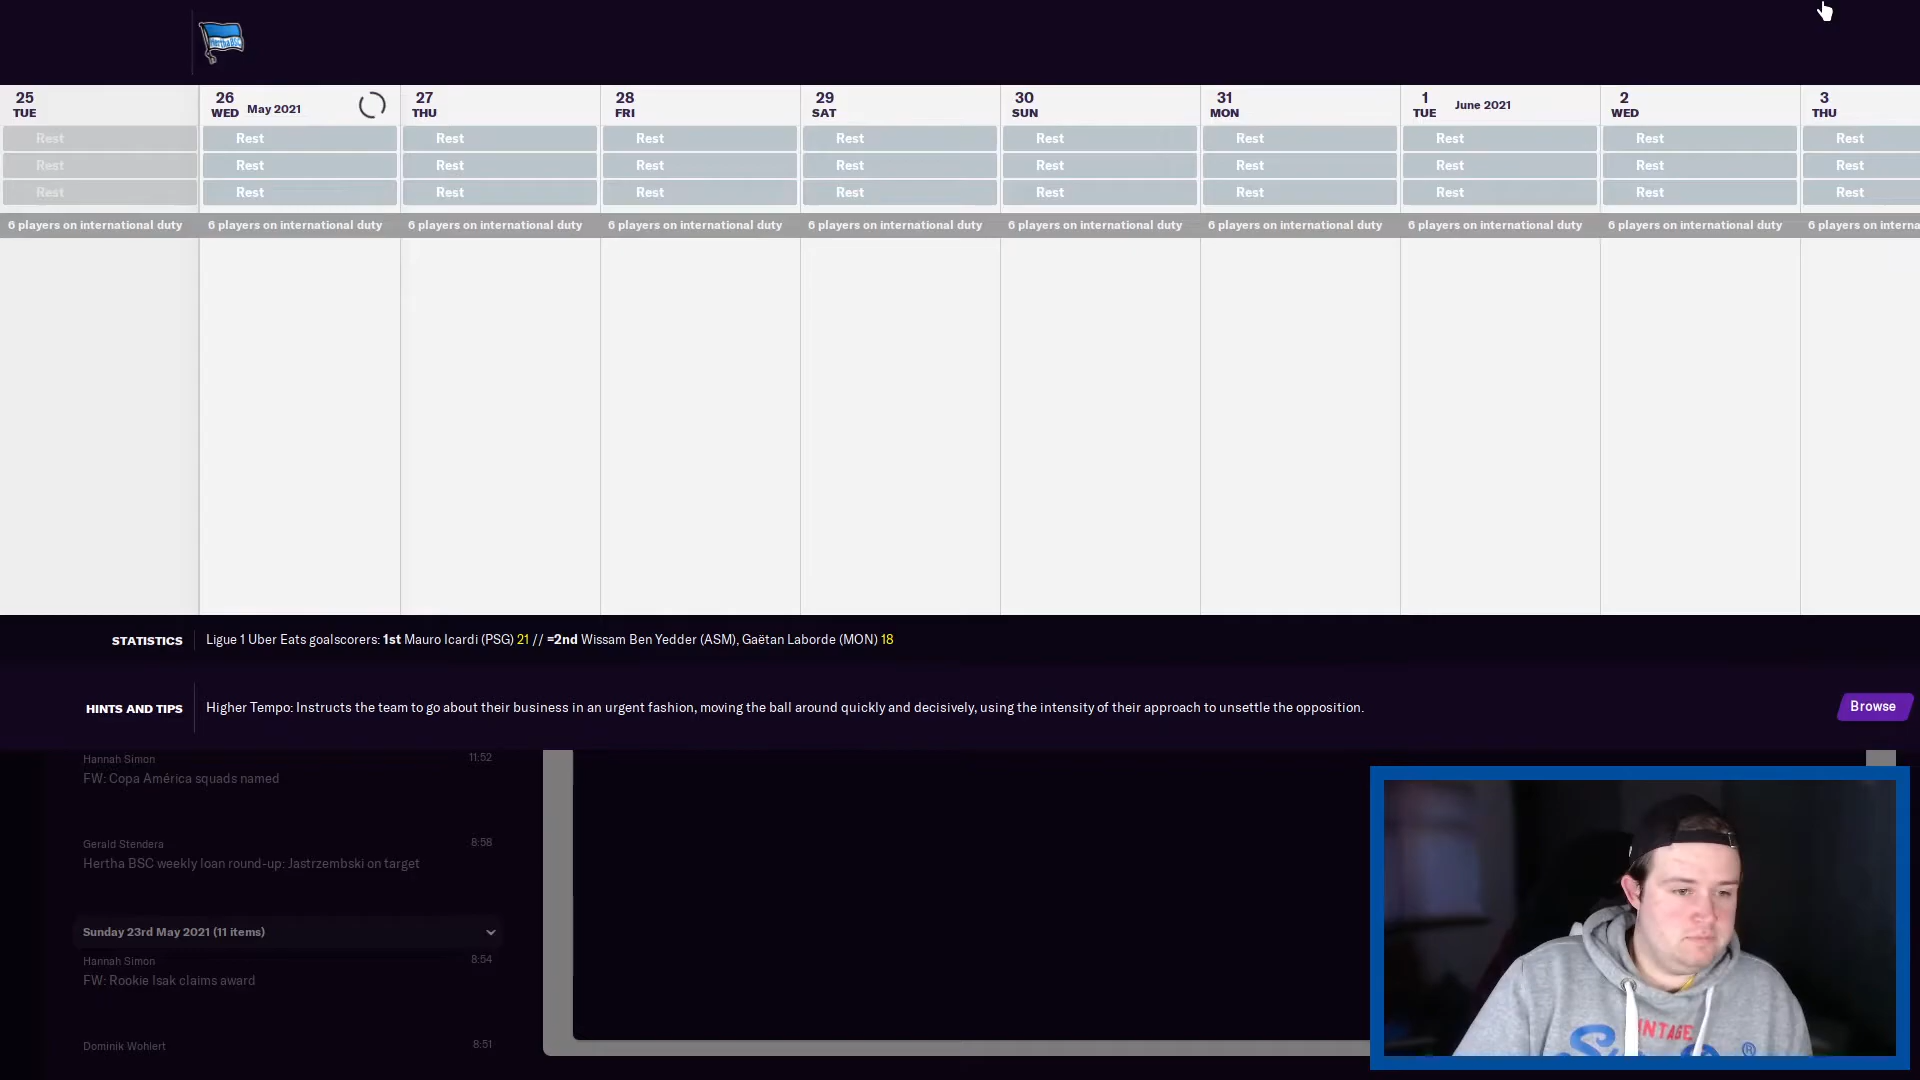 Hertha BSC
25
TUE
26
WED May 2021
27
THU
28
FRI
29
SAT
30
SUN
31
MON
1
TUE June 2021
2
WED
3
THU
Rest Rest Rest Rest Rest Rest Rest Rest Rest Rest
Rest Rest Rest Rest Rest Rest Rest Rest Rest Rest
Rest Rest Rest Rest Rest Rest Rest Rest Rest Rest
6 players on international duty 6 players on international duty 6 players on international duty 6 players on international duty 6 players on international duty 6 players on international duty 6 players on international duty 6 players on international duty 6 players on international duty 6 players on interna
STATISTICS Ligue 1 Uber Eats goalscorers: 1st Mauro Icardi (PSG) 21 // =2nd Wissam Ben Yedder (ASM), Gaëtan Laborde (MON) 18
HINTS AND TIPS Higher Tempo: Instructs the team to go about their business in an urgent fashion, moving the ball around quickly and decisively, using the intensity of their approach to unsettle the opposition. Browse
Hannah Simon 11:52
FW: Copa América squads named
Gerald Stendera 8:58
Hertha BSC weekly loan round-up: Jastrzembski on target
Sunday 23rd May 2021 (11 items)
Hannah Simon 8:54
FW: Rookie Isak claims award
Dominik Wohlert 8:51